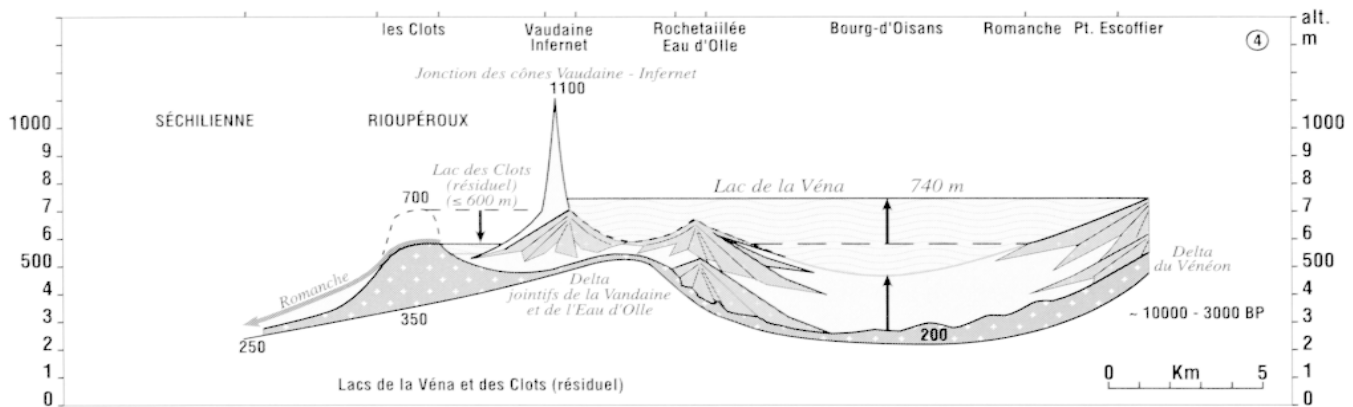 les Clots
Vaudaine
Infernet
Rochetaiilée
Eau d'Olle
Bourg-d'Oisans
Romanche
Pt. Escoffier
alt.
m
④
Jonction des cônes Vaudaine - Infernet
1100
SÉCHILIENNE
RIOUPÉROUX
1000
9
8
7
6
500
4
3
2
1
0
1000
9
8
7
6
500
4
3
2
1
0
Lac des Clots
(résiduel)
(≤ 600 m)
700
Lac de la Véna
740 m
Romanche
Delta
jointifs de la Vandaine
et de l'Eau d'Olle
Delta
du Vénéon
350
250
200
~ 10000 - 3000 BP
Lacs de la Véna et des Clots (résiduel)
0 Km 5